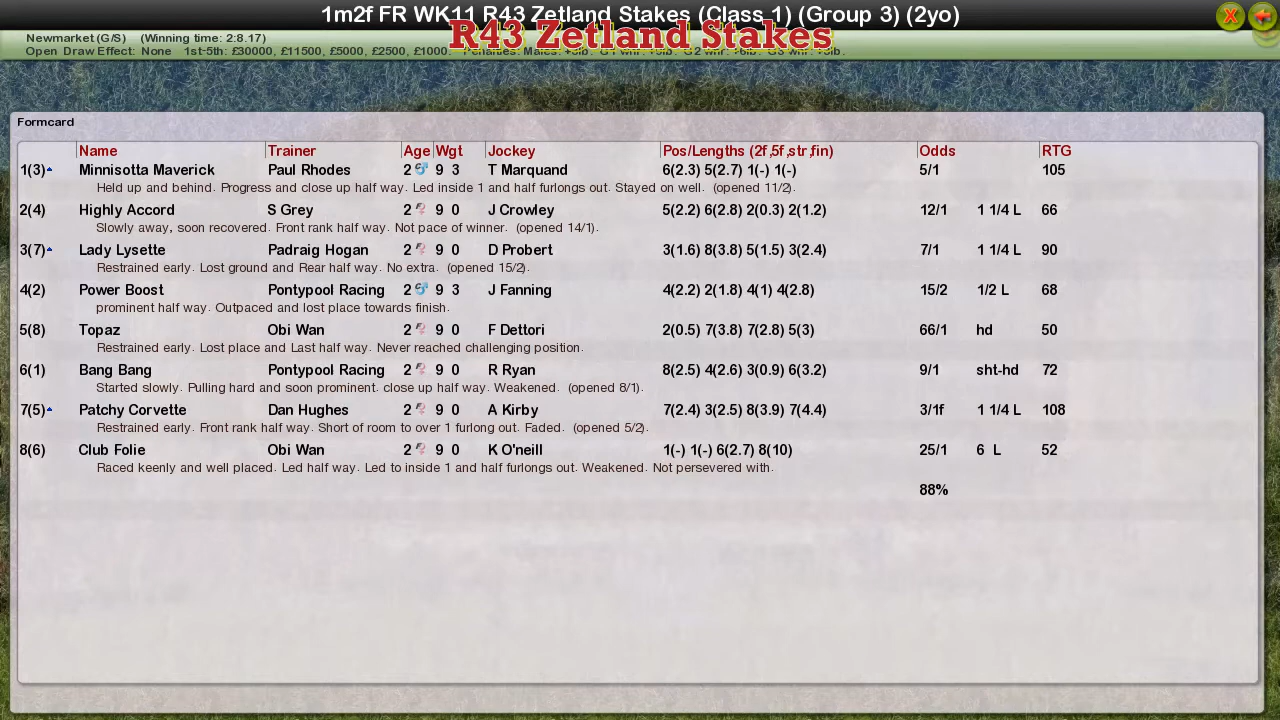 1m2f FR WK11 R43 Zetland Stakes (Class 1) (Group 3) (2yo)
R43 Zetland Stakes
Newmarket (G/S) (Winning time: 2:8.17)
Open Draw Effect: None 1st-5th: £30000, £11500, £5000, £2500, £1000. Penalties: Males: +3lb. G1 wnr: G2 wnr: +6lb. G3 wnr: +3lb.
Formcard
Name Trainer Age Wgt Jockey Pos/Lengths (2f,5f,str,fin) Odds RTG
1(3) Minnisotta Maverick Paul Rhodes 2 9 3 T Marquand 6(2.3) 5(2.7) 1(-) 1(-) 5/1 105
Held up and behind. Progress and close up half way. Led inside 1 and half furlongs out. Stayed on well. (opened 11/2).
2(4) Highly Accord S Grey 2 9 0 J Crowley 5(2.2) 6(2.8) 2(0.3) 2(1.2) 12/1 1 1/4 L 66
Slowly away, soon recovered. Front rank half way. Not pace of winner. (opened 14/1).
3(7) Lady Lysette Padraig Hogan 2 9 0 D Probert 3(1.6) 8(3.8) 5(1.5) 3(2.4) 7/1 1 1/4 L 90
Restrained early. Lost ground and Rear half way. No extra. (opened 15/2).
4(2) Power Boost Pontypool Racing 2 9 3 J Fanning 4(2.2) 2(1.8) 4(1) 4(2.8) 15/2 1/2 L 68
prominent half way. Outpaced and lost place towards finish.
5(8) Topaz Obi Wan 2 9 0 F Dettori 2(0.5) 7(3.8) 7(2.8) 5(3) 66/1 hd 50
Restrained early. Lost place and Last half way. Never reached challenging position.
6(1) Bang Bang Pontypool Racing 2 9 0 R Ryan 8(2.5) 4(2.6) 3(0.9) 6(3.2) 9/1 sht-hd 72
Started slowly. Pulling hard and soon prominent. close up half way. Weakened. (opened 8/1).
7(5) Patchy Corvette Dan Hughes 2 9 0 A Kirby 7(2.4) 3(2.5) 8(3.9) 7(4.4) 3/1f 1 1/4 L 108
Restrained early. Front rank half way. Short of room to over 1 furlong out. Faded. (opened 5/2).
8(6) Club Folie Obi Wan 2 9 0 K O'neill 1(-) 1(-) 6(2.7) 8(10) 25/1 6 L 52
Raced keenly and well placed. Led half way. Led to inside 1 and half furlongs out. Weakened. Not persevered with.
88%